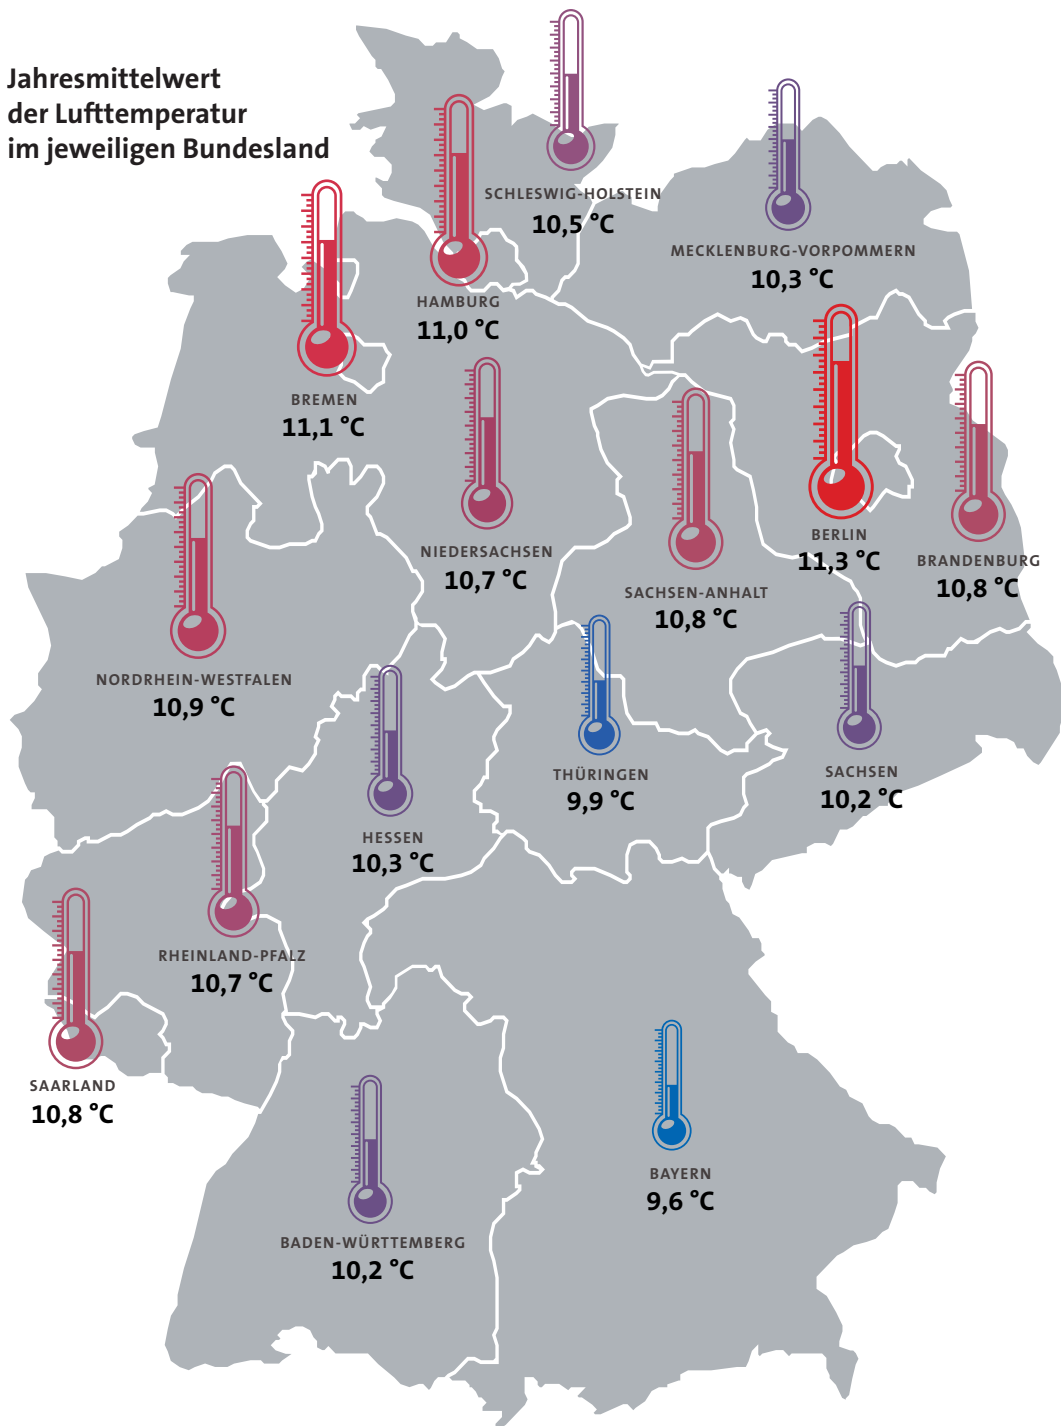 Jahresmittelwert
der Lufttemperatur
im jeweiligen Bundesland
SCHLESWIG-HOLSTEIN
10,5 °C
MECKLENBURG-VORPOMMERN
10,3 °C
HAMBURG
11,0 °C
BREMEN
11,1 °C
NIEDERSACHSEN
10,7 °C
BERLIN
11,3 °C
BRANDENBURG
10,8 °C
SACHSEN-ANHALT
10,8 °C
NORDRHEIN-WESTFALEN
10,9 °C
THÜRINGEN
9,9 °C
SACHSEN
10,2 °C
HESSEN
10,3 °C
RHEINLAND-PFALZ
10,7 °C
SAARLAND
10,8 °C
BAYERN
9,6 °C
BADEN-WÜRTTEMBERG
10,2 °C